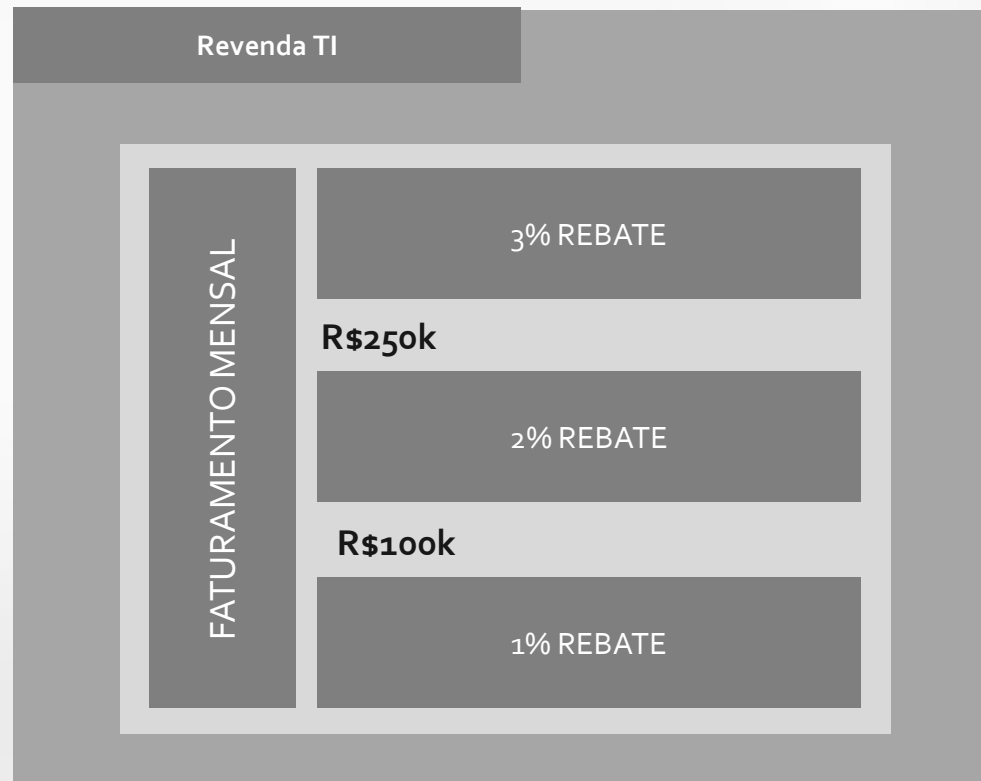 Revenda TI
FATURAMENTO MENSAL
3% REBATE
R$250k
2% REBATE
R$100k
1% REBATE